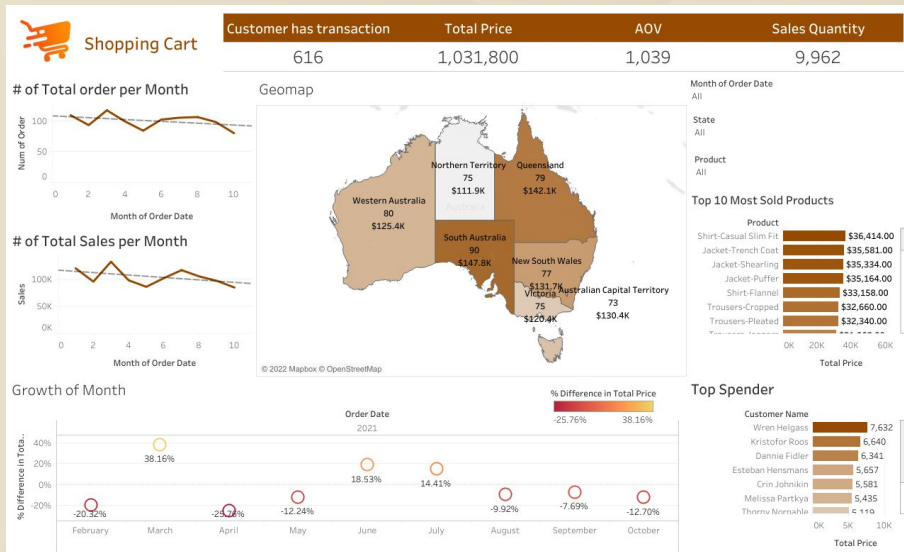 Shopping Cart
Customer has transaction Total Price AOV Sales Quantity
616 1,031,800 1,039 9,962
# of Total order per Month
Num of Order
100
50
0
0 2 4 6 8 10
Month of Order Date
# of Total Sales per Month
Sales
100K
50K
0K
0 2 4 6 8 10
Month of Order Date
Geomap
Northern Territory
75
$111.9K
Queensland
79
$142.1K
Western Australia
80
$125.4K
Australia
South Australia
90
$147.8K
New South Wales
77
$131.7K
Victoria
75
$120.4K
Australian Capital Territory
73
$130.4K
© 2022 Mapbox © OpenStreetMap
Month of Order Date
All
State
All
Product
All
Top 10 Most Sold Products
Product
Shirt-Casual Slim Fit $36,414.00
Jacket-Trench Coat $35,581.00
Jacket-Shearling $35,334.00
Jacket-Puffer $35,164.00
Shirt-Flannel $33,158.00
Trousers-Cropped $32,660.00
Trousers-Pleated $32,340.00
0K 20K 40K 60K
Total Price
Growth of Month
% Difference in Total Price
-25.76% 38.16%
Order Date
2021
% Difference in Tota..
40%
20%
0%
-20%
-20.32%
38.16%
-25.76%
-12.24%
18.53%
14.41%
-9.92%
-7.69%
-12.70%
February March April May June July August September October
Top Spender
Customer Name
Wren Helgass 7,632
Kristofor Roos 6,640
Dannie Fidler 6,341
Esteban Hensmans 5,657
Crin Johnikin 5,581
Melissa Partkya 5,435
Thorny Nornable 5,119
0K 5K 10K
Total Price